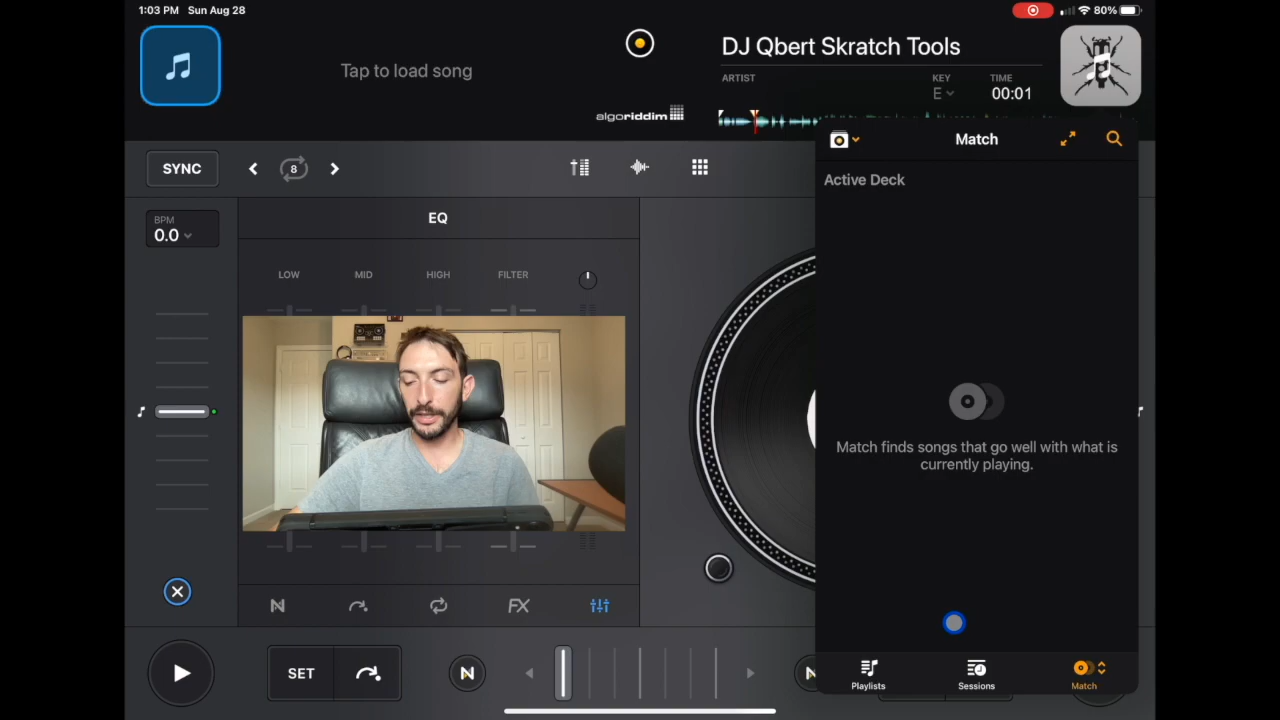 1:03 PM Sun Aug 28
80%
Tap to load song
algoriddim
DJ Qbert Skratch Tools
ARTIST
KEY
TIME
E
00:01
SYNC
8
BPM
0.0
EQ
LOW
MID
HIGH
FILTER
FX
SET
N
Match
Active Deck
Match finds songs that go well with what is
currently playing.
Playlists
Sessions
Match